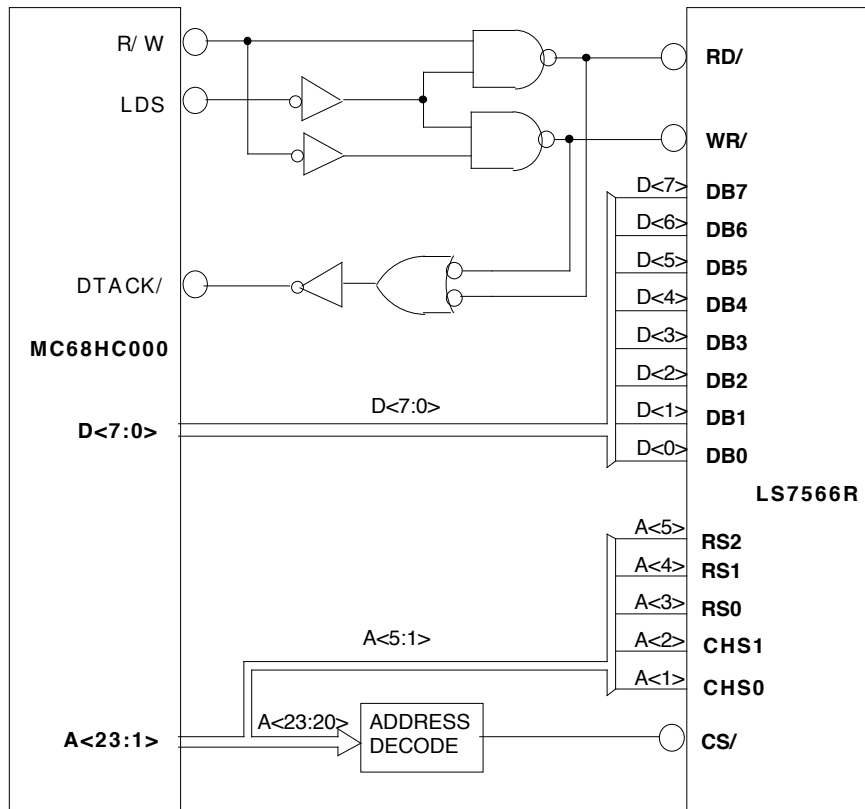 R/ W
LDS
DTACK/
MC68HC000
D<7:0>
D<7:0>
A<5:1>
A<23:20>
A<23:1>
ADDRESS
DECODE
RD/
WR/
D<7> DB7
D<6> DB6
D<5> DB5
D<4> DB4
D<3> DB3
D<2> DB2
D<1> DB1
D<0> DB0
LS7566R
A<5> RS2
A<4> RS1
A<3> RS0
A<2> CHS1
A<1> CHS0
CS/